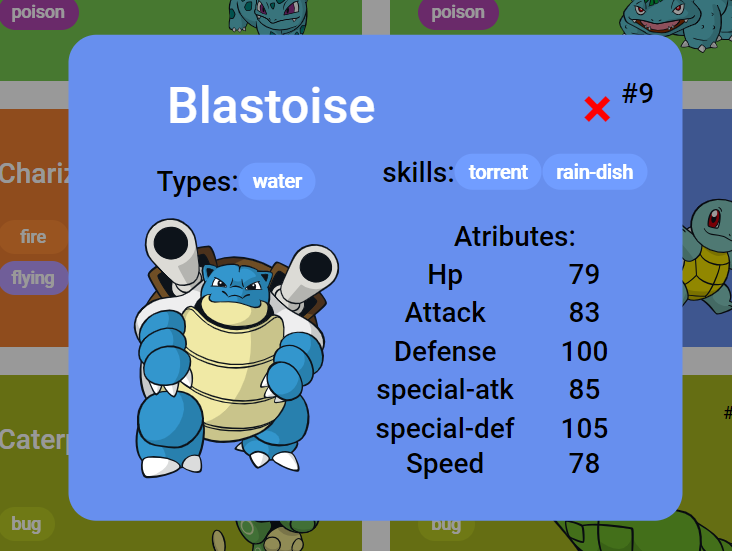 poison
poison
Blastoise
#9
Types: water
skills: torrent rain-dish
Chariz
fire
flying
Atributes:
Hp 79
Attack 83
Defense 100
special-atk 85
special-def 105
Speed 78
#
Caterp
bug
bug